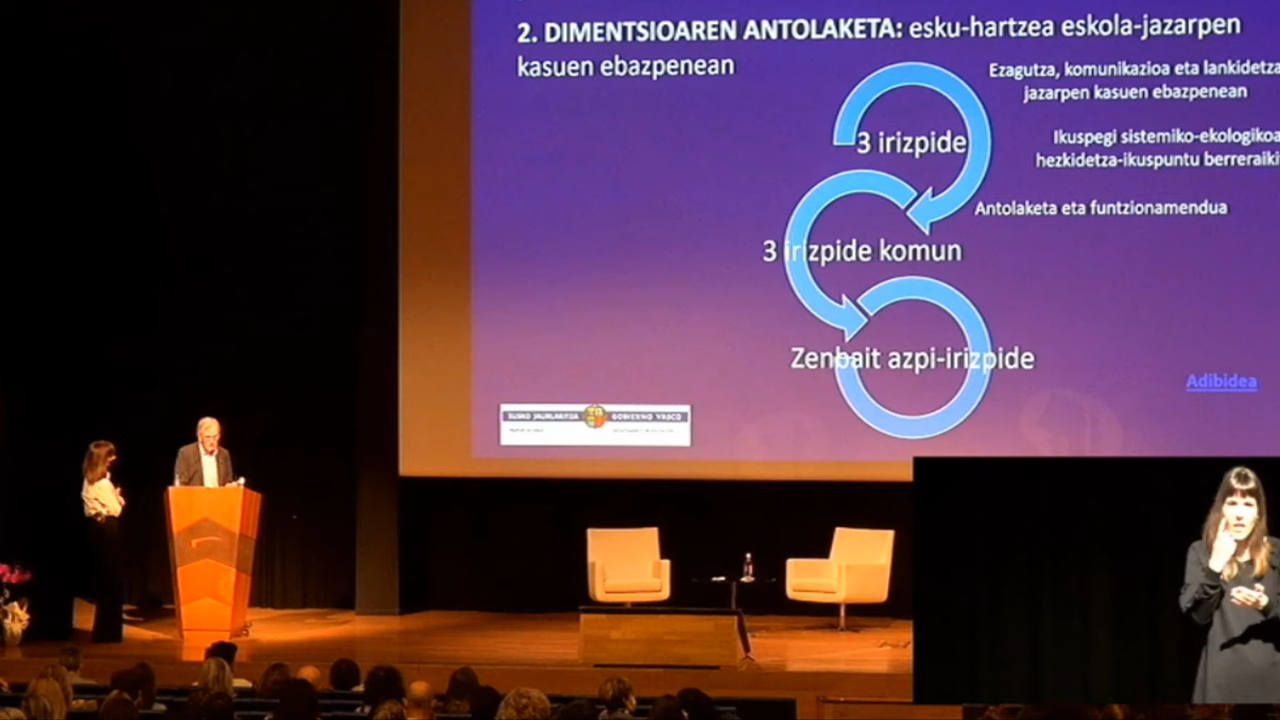 2. DIMENTSIOAREN ANTOLAKETA: esku-hartzea eskola-jazarpen
kasuen ebazpenean
Ezagutza, komunikazioa eta lankidetza
jazarpen kasuen ebazpenean
3 irizpide
Ikuspegi sistemiko-ekologikoa
hezkidetza-ikuspuntu berreraiki
Antolaketa eta funtzionamendua
3 irizpide komun
Zenbait azpi-irizpide
Adibidea
EUSKO JAURLARITZA GOBIERNO VASCO